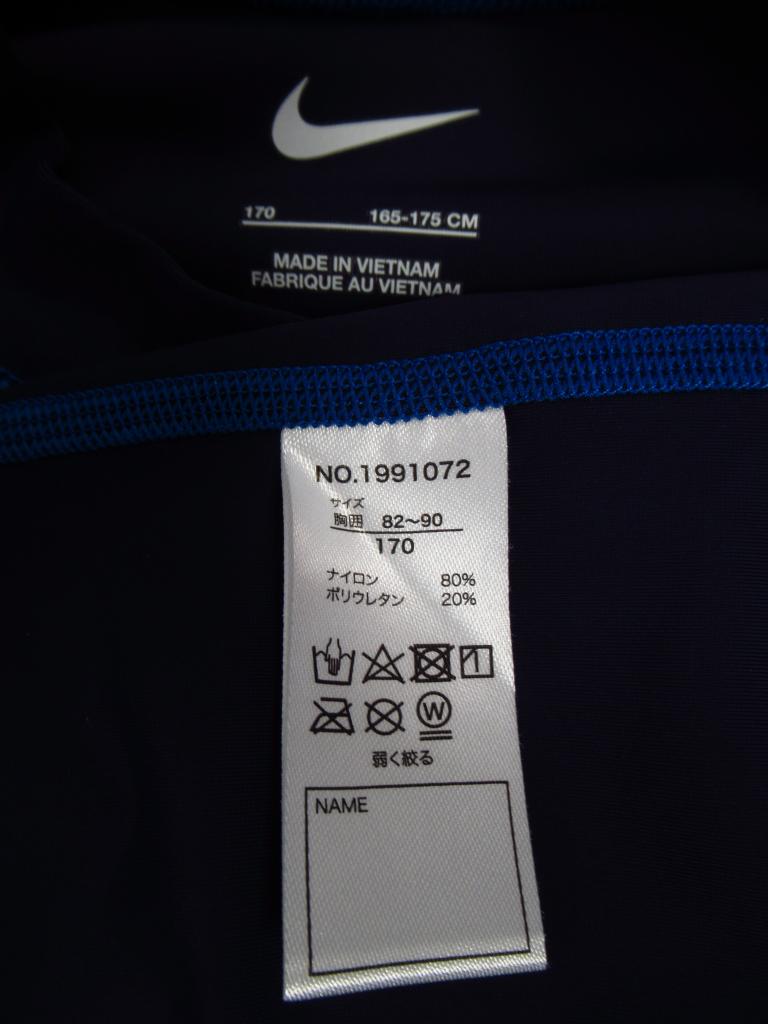 170 165-175 CM
MADE IN VIETNAM
FABRIQUE AU VIETNAM
NO.1991072
サイズ
胸囲 82〜90
170
ナイロン 80%
ポリウレタン 20%
W
弱く絞る
NAME